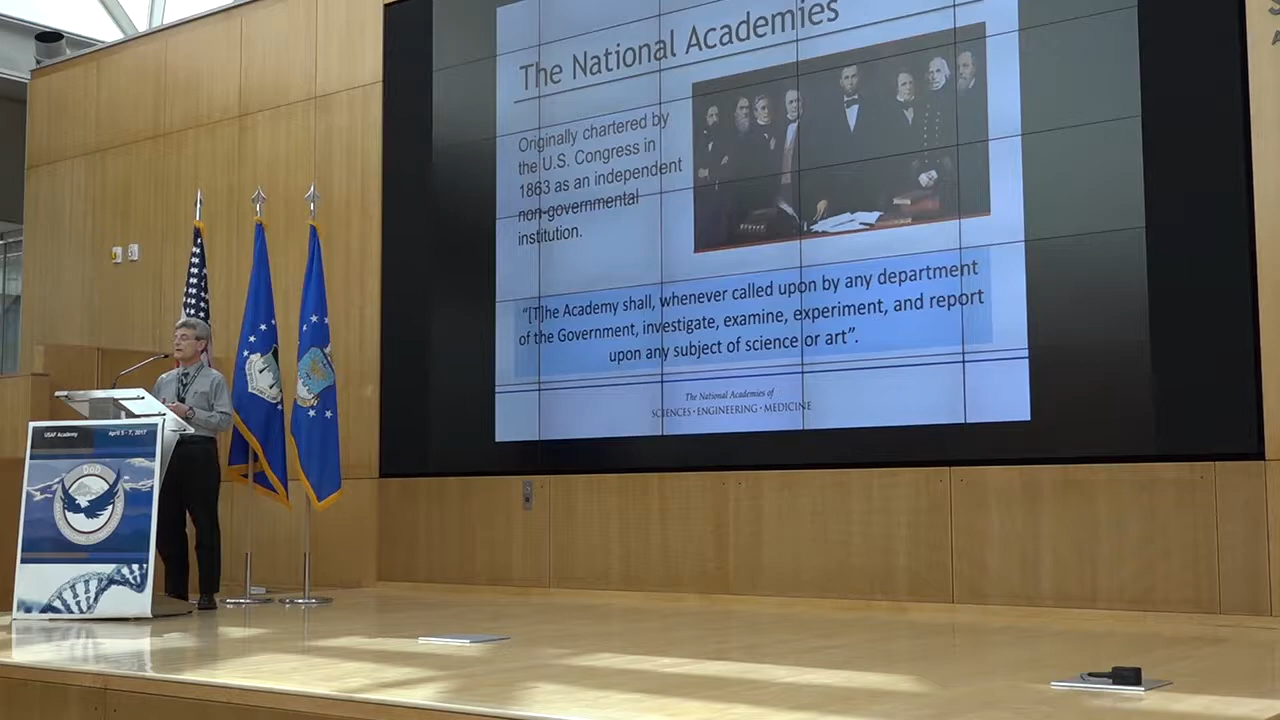 The National Academies
Originally chartered by
the U.S. Congress in
1863 as an independent
non-governmental
institution.
“[T]he Academy shall, whenever called upon by any department
of the Government, investigate, examine, experiment, and report
upon any subject of science or art”.
The National Academies of
SCIENCES • ENGINEERING • MEDICINE
USAF Academy
April 5 - 7, 2017
DoD